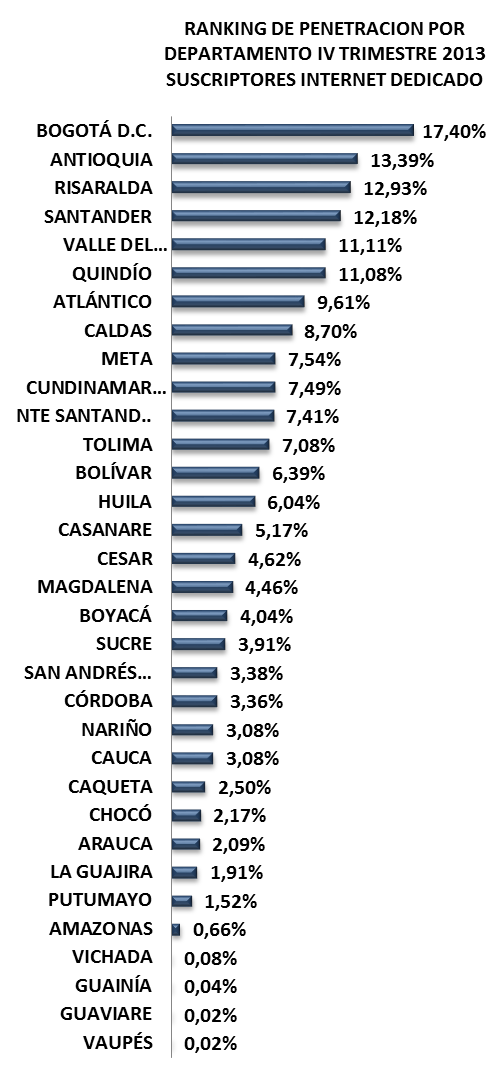 RANKING DE PENETRACION POR
DEPARTAMENTO IV TRIMESTRE 2013
SUSCRIPTORES INTERNET DEDICADO
BOGOTÁ D.C. 17,40%
ANTIOQUIA 13,39%
RISARALDA 12,93%
SANTANDER 12,18%
VALLE DEL... 11,11%
QUINDÍO 11,08%
ATLÁNTICO 9,61%
CALDAS 8,70%
META 7,54%
CUNDINAMAR... 7,49%
NTE SANTAND.. 7,41%
TOLIMA 7,08%
BOLÍVAR 6,39%
HUILA 6,04%
CASANARE 5,17%
CESAR 4,62%
MAGDALENA 4,46%
BOYACÁ 4,04%
SUCRE 3,91%
SAN ANDRÉS... 3,38%
CÓRDOBA 3,36%
NARIÑO 3,08%
CAUCA 3,08%
CAQUETA 2,50%
CHOCÓ 2,17%
ARAUCA 2,09%
LA GUAJIRA 1,91%
PUTUMAYO 1,52%
AMAZONAS 0,66%
VICHADA 0,08%
GUAINÍA 0,04%
GUAVIARE 0,02%
VAUPÉS 0,02%